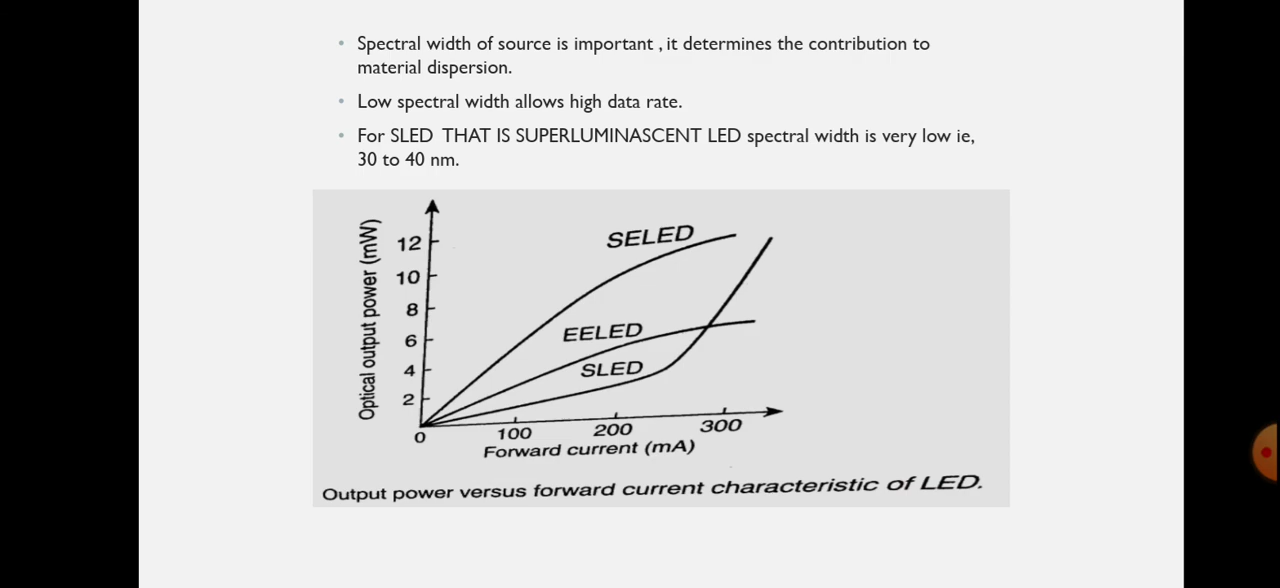 • Spectral width of source is important , it determines the contribution to
material dispersion.
• Low spectral width allows high data rate.
• For SLED THAT IS SUPERLUMINASCENT LED spectral width is very low ie,
30 to 40 nm.
Optical output power (mW)
12
10
8
6
4
2
0
SELED
EELED
SLED
100
200
300
Forward current (mA)
Output power versus forward current characteristic of LED.